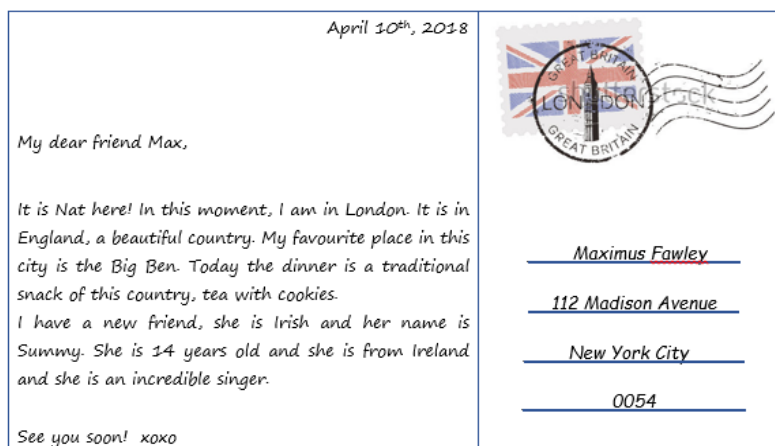 April 10th, 2018
My dear friend Max,
It is Nat here! In this moment, I am in London. It is in
England, a beautiful country. My favourite place in this
city is the Big Ben. Today the dinner is a traditional
snack of this country, tea with cookies.
I have a new friend, she is Irish and her name is
Summy. She is 14 years old and she is from Ireland
and she is an incredible singer.
See you soon! xoxo
GREAT BRITAIN
LONDON
GREAT BRITAIN
shutterstock
Maximus Fawley
112 Madison Avenue
New York City
0054